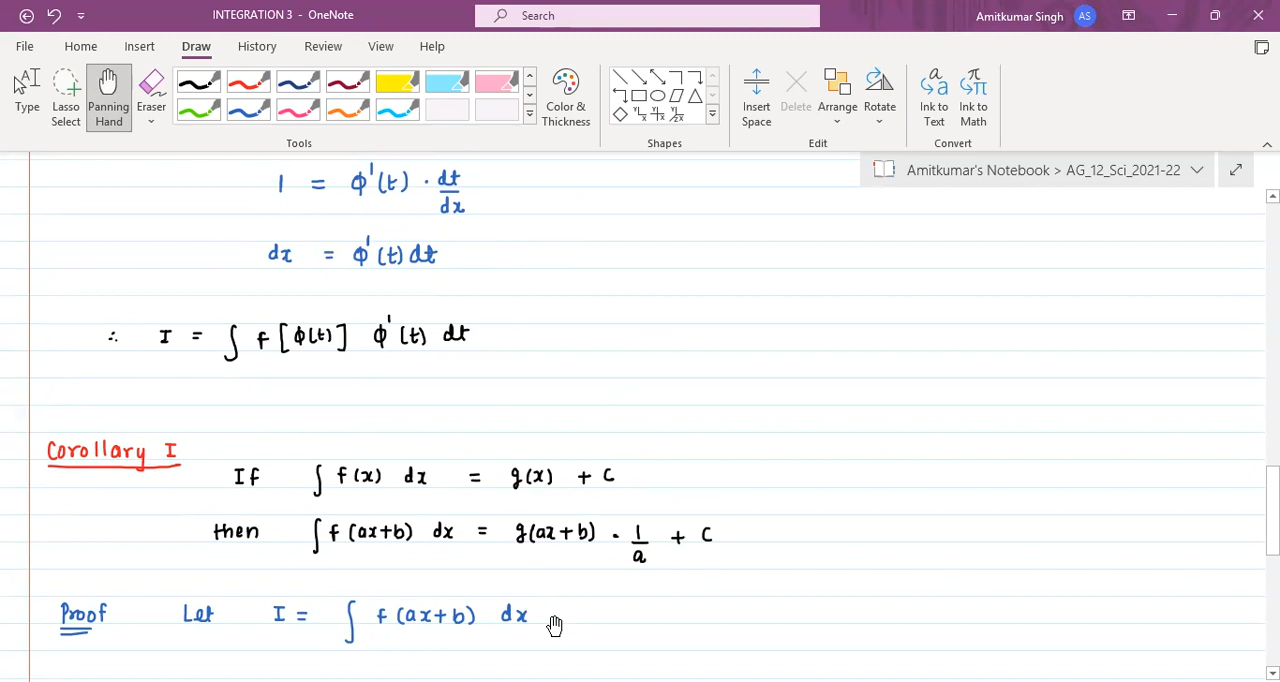 INTEGRATION 3 - OneNote
Search
Amitkumar Singh
AS
File Home Insert Draw History Review View Help
Type
Lasso Select
Panning Hand
Eraser
Color & Thickness
Insert Space
Delete
Arrange
Rotate
Ink to Text
Ink to Math
Tools
Shapes
Edit
Convert
Amitkumar's Notebook > AG_12_Sci_2021-22
1 = ϕ'(t) · dt/dx
dx = ϕ'(t) dt
∴ I = ∫ f[ϕ(t)] ϕ'(t) dt
Corollary I
If ∫ f(x) dx = g(x) + c
then ∫ f(ax+b) dx = g(ax+b) · 1/a + c
Proof Let I = ∫ f(ax+b) dx